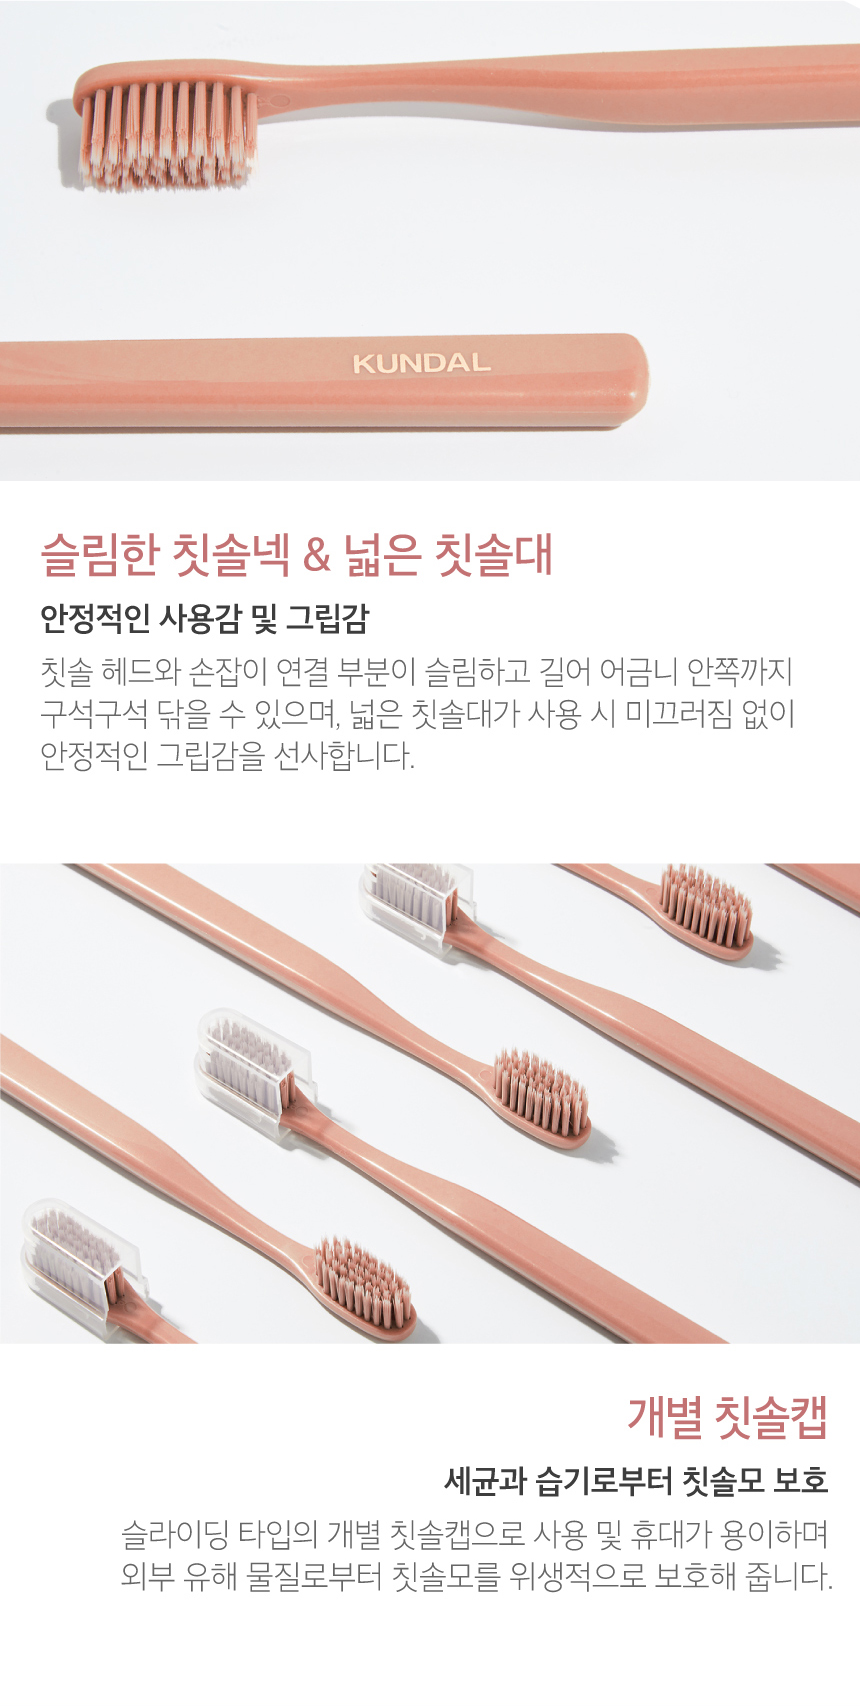 KUNDAL
슬림한 칫솔넥 & 넓은 칫솔대
안정적인 사용감 및 그립감
칫솔 헤드와 손잡이 연결 부분이 슬림하고 길어 어금니 안쪽까지
구석구석 닦을 수 있으며, 넓은 칫솔대가 사용 시 미끄러짐 없이
안정적인 그립감을 선사합니다.
개별 칫솔캡
세균과 습기로부터 칫솔모 보호
슬라이딩 타입의 개별 칫솔캡으로 사용 및 휴대가 용이하며
외부 유해 물질로부터 칫솔모를 위생적으로 보호해 줍니다.